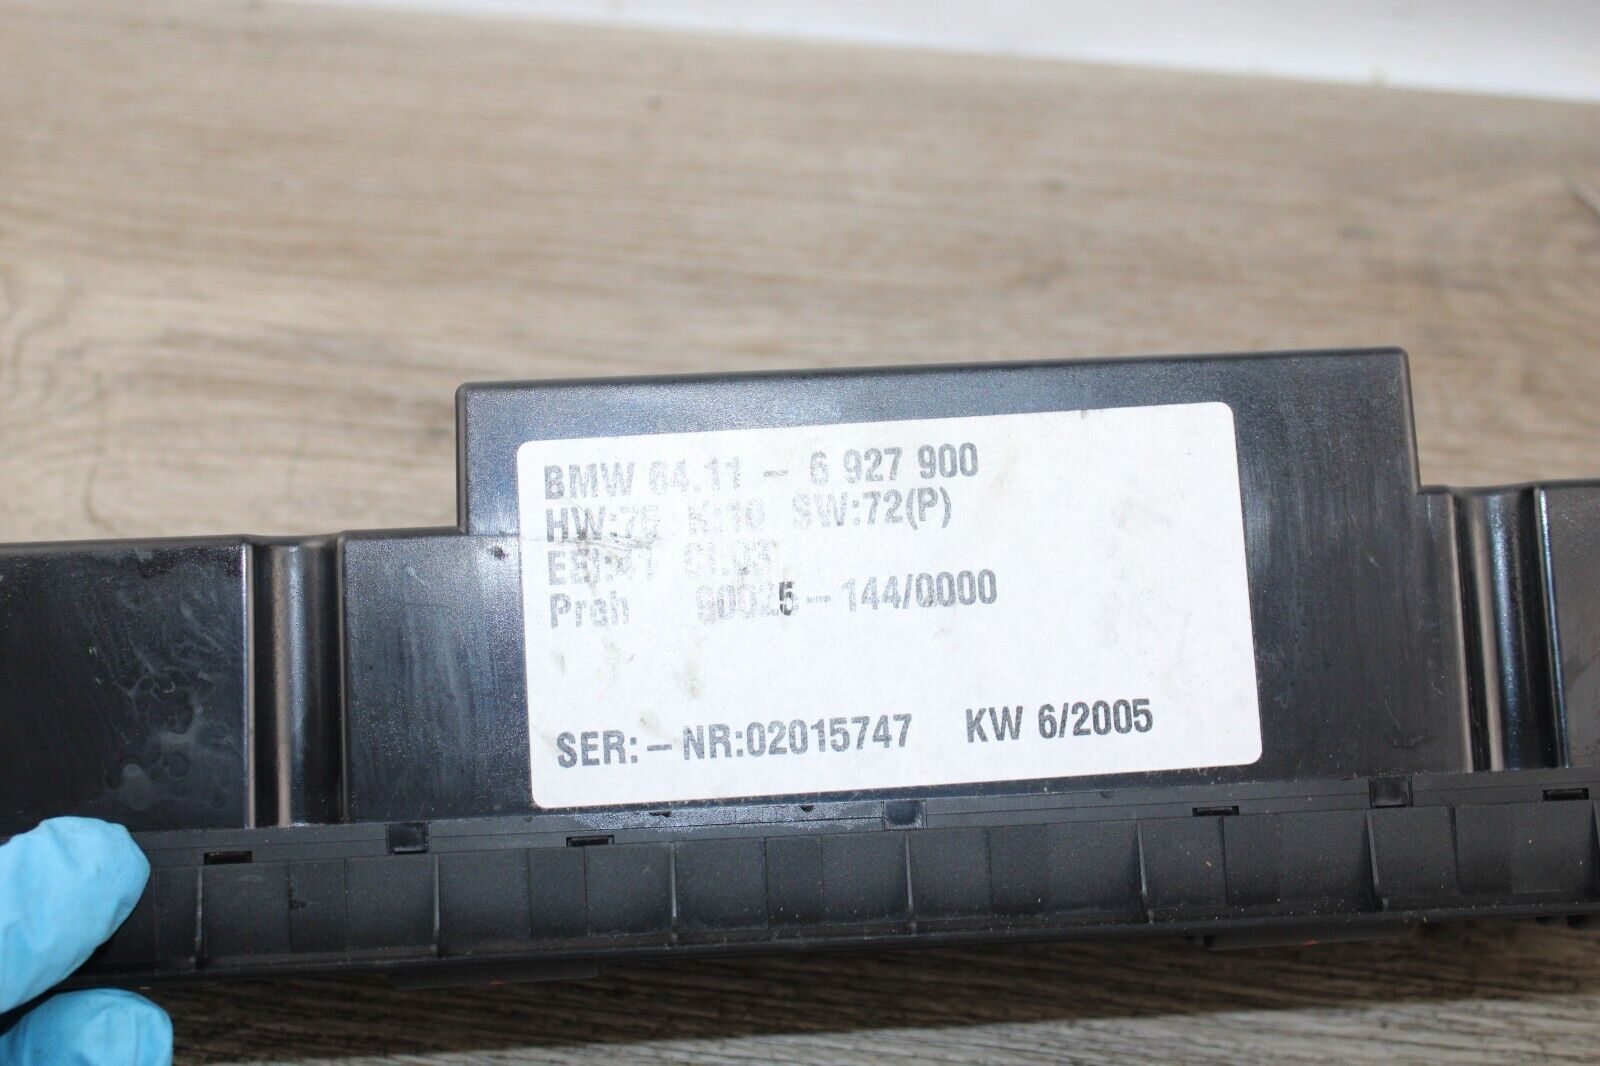 BMW 64.11 – 6 927 900
HW:75 K:10 SW:72(P)
Prsh 90025–144/0000
SER:–NR:02015747 KW 6/2005